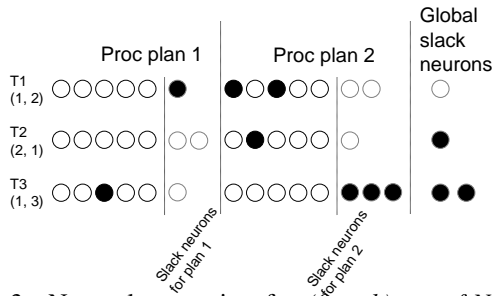 Global
slack
neurons
Proc plan 1
Proc plan 2
T1
(1, 2)
T2
(2, 1)
T3
(1, 3)
Slack neurons
for plan 1
Slack neurons
for plan 2